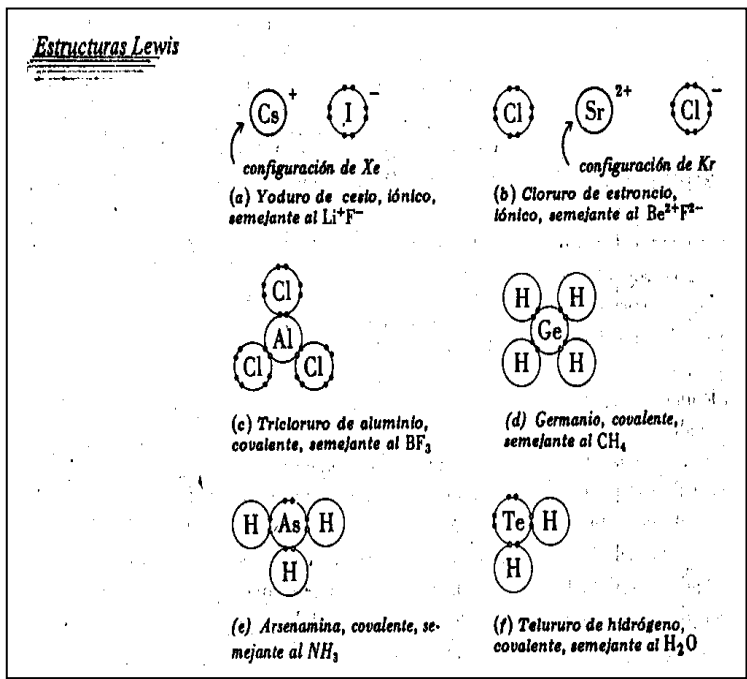 Estructuras Lewis
Cs + I −
Cl Sr 2+ Cl −
configuración de Xe
configuración de Kr
(a) Yoduro de cesio, iónico,
semejante al Li⁺F⁻
(b) Cloruro de estroncio,
iónico, semejante al Be²⁺F²⁻
Cl
Al
Cl Cl
H H
Ge
H H
(c) Tricloruro de aluminio,
covalente, semejante al BF₃
(d) Germanio, covalente,
semejante al CH₄
H As H
H
Te H
H
(e) Arsenamina, covalente, se-
mejante al NH₃
(f) Telururo de hidrógeno,
covalente, semejante al H₂O